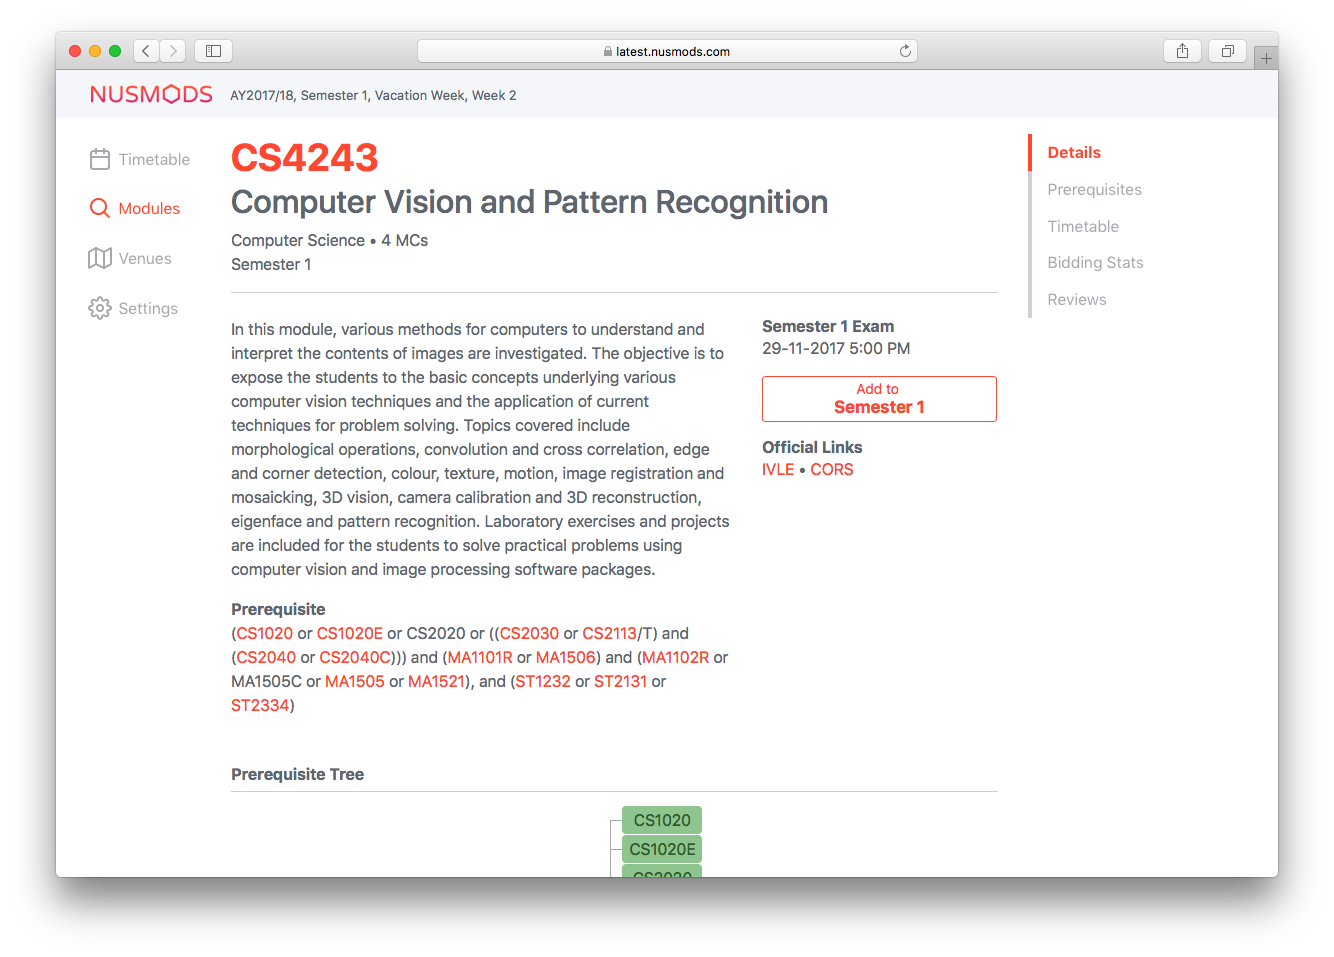 latest.nusmods.com
NUSMODS
AY2017/18, Semester 1, Vacation Week, Week 2
Timetable
Modules
Venues
Settings
CS4243
Computer Vision and Pattern Recognition
Computer Science • 4 MCs
Semester 1
In this module, various methods for computers to understand and
interpret the contents of images are investigated. The objective is to
expose the students to the basic concepts underlying various
computer vision techniques and the application of current
techniques for problem solving. Topics covered include
morphological operations, convolution and cross correlation, edge
and corner detection, colour, texture, motion, image registration and
mosaicking, 3D vision, camera calibration and 3D reconstruction,
eigenface and pattern recognition. Laboratory exercises and projects
are included for the students to solve practical problems using
computer vision and image processing software packages.
Prerequisite
(CS1020 or CS1020E or CS2020 or ((CS2030 or CS2113/T) and
(CS2040 or CS2040C))) and (MA1101R or MA1506) and (MA1102R or
MA1505C or MA1505 or MA1521), and (ST1232 or ST2131 or
ST2334)
Semester 1 Exam
29-11-2017 5:00 PM
Add to
Semester 1
Official Links
IVLE • CORS
Prerequisite Tree
CS1020
CS1020E
CS2020
Details
Prerequisites
Timetable
Bidding Stats
Reviews